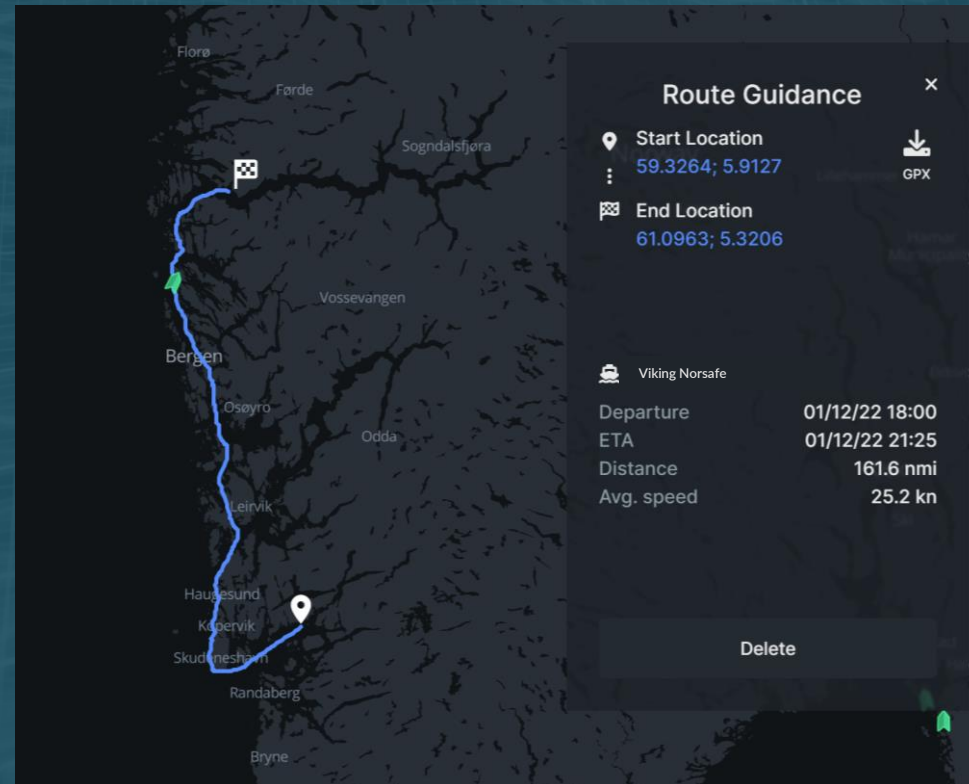 Florø
Førde
Sogndalsfjøra
Vossevangen
Bergen
Osøyro
Odda
Leirvik
Haugesund
Kopervik
Skudeneshavn
Randaberg
Bryne
Route Guidance
Start Location
59.3264; 5.9127
GPX
End Location
61.0963; 5.3206
Viking Norsafe
Departure 01/12/22 18:00
ETA 01/12/22 21:25
Distance 161.6 nmi
Avg. speed 25.2 kn
Delete